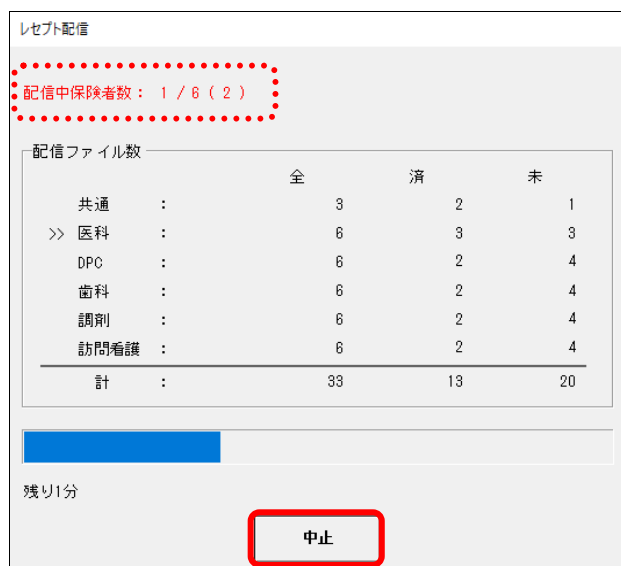 レセプト配信
配信中保険者数： 1 / 6 ( 2 )
配信ファイル数
全 済 未
共通 ： 3 2 1
>> 医科 ： 6 3 3
DPC ： 6 2 4
歯科 ： 6 2 4
調剤 ： 6 2 4
訪問看護 ： 6 2 4
計 ： 33 13 20
残り1分
中止